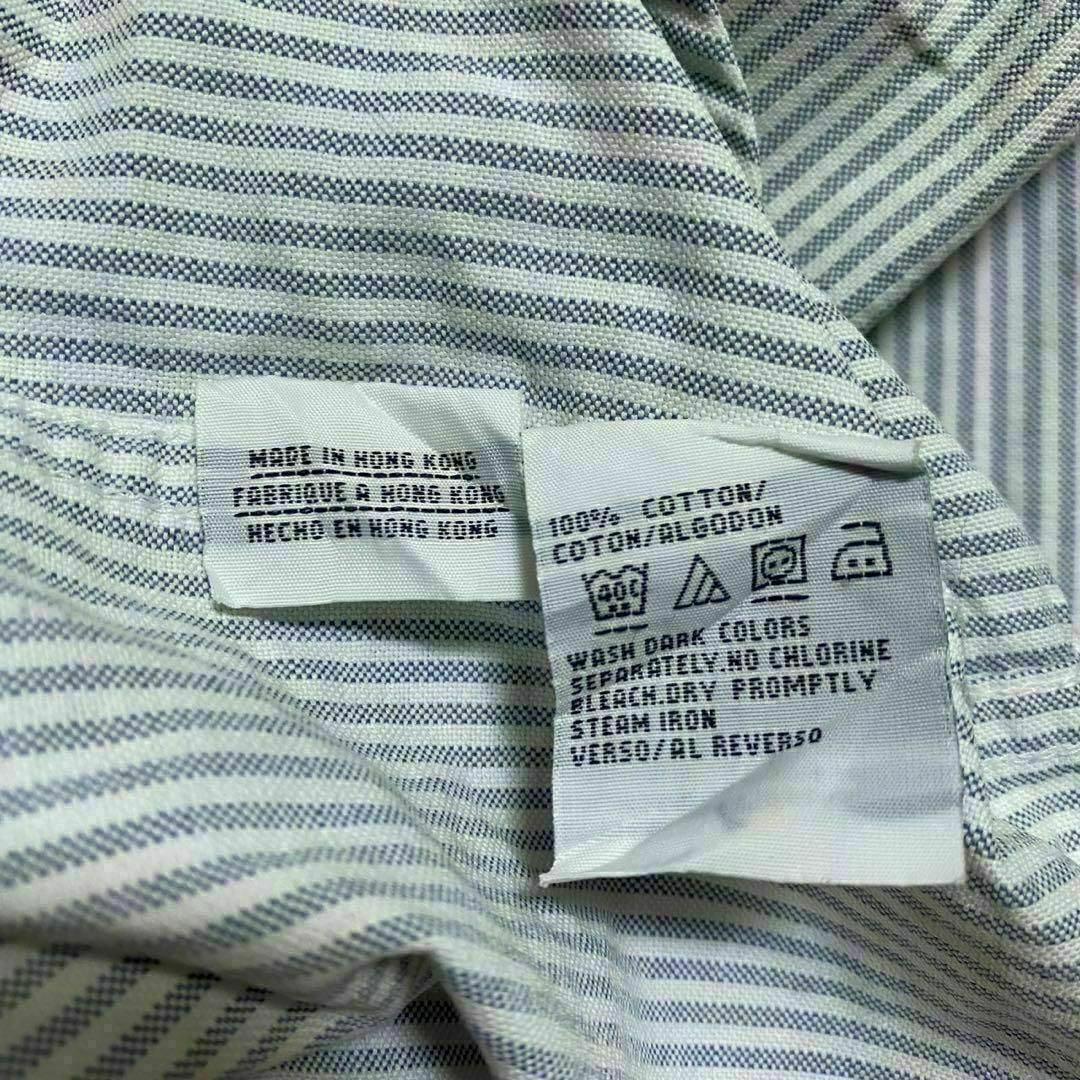 MADE IN HONG KONG
FABRIQUE A HONG KONG
HECHO EN HONG KONG
100% COTTON/
COTON/ALGODON
40C
WASH DARK COLORS
SEPARATELY.NO CHLORINE
BLEACH.DRY PROMPTLY
STEAM IRON
VERSO/AL REVERSO